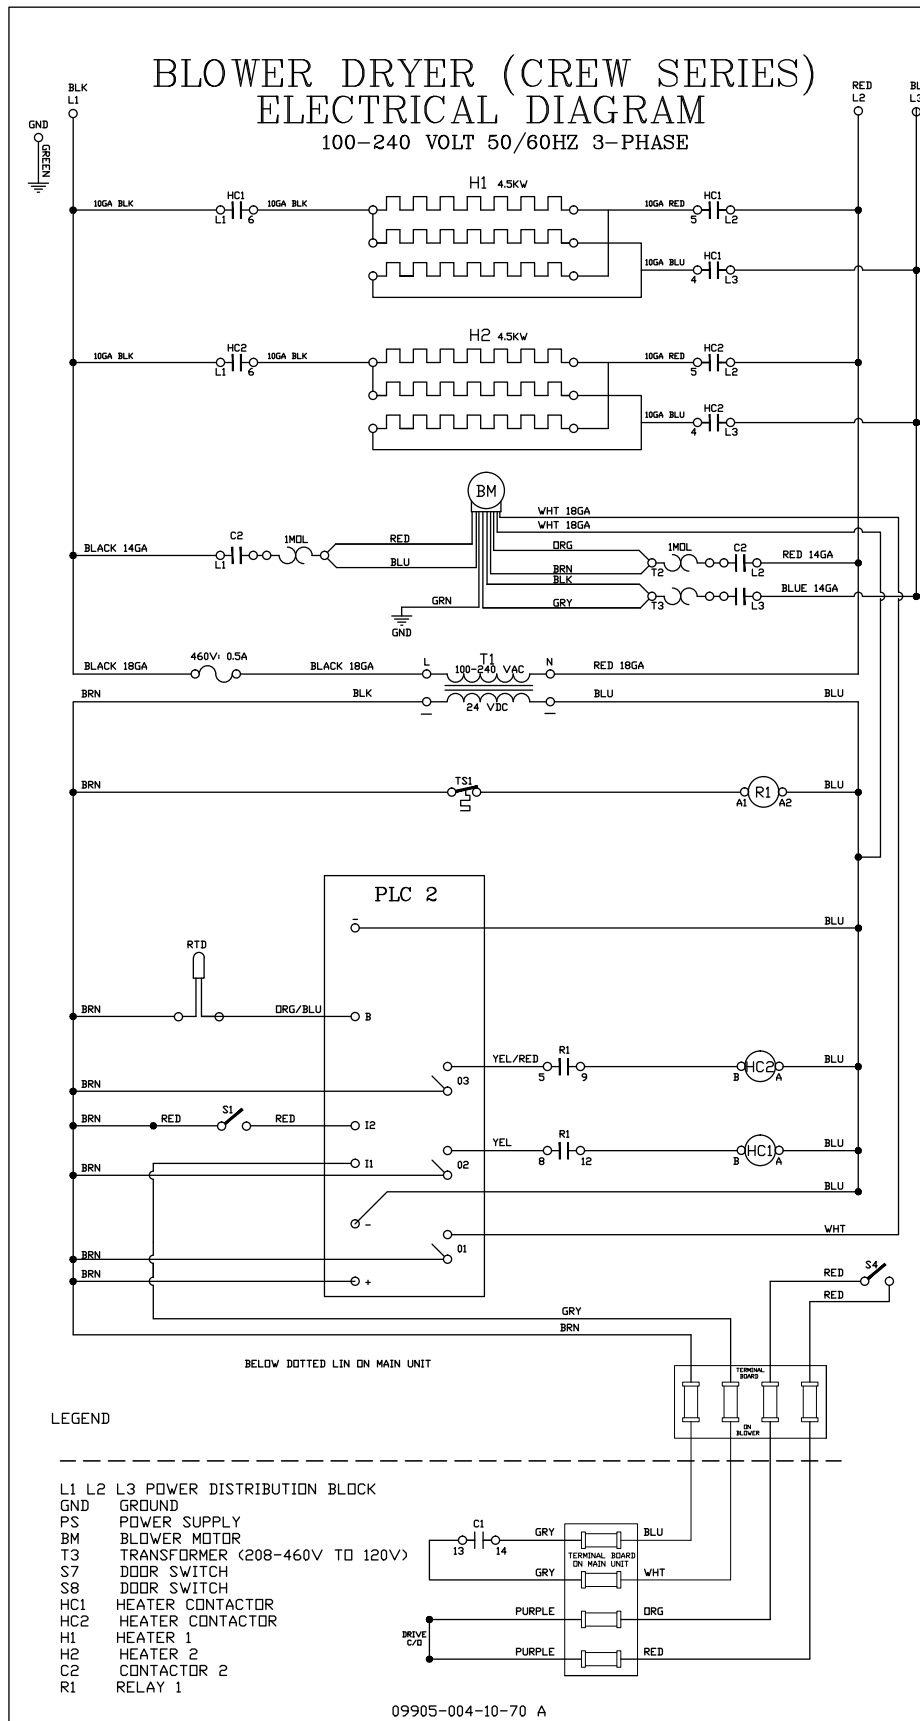 BLOWER DRYER (CREW SERIES)
ELECTRICAL DIAGRAM
100-240 VOLT 50/60HZ 3-PHASE
BLK
L1
RED
L2
L3
GND
GREEN
H1 4.5KW
10GA BLK
HC1
L1 6
10GA BLK
10GA RED
HC1
5 L2
10GA BLU
HC1
4 L3
H2 4.5KW
10GA BLK
HC2
L1 6
10GA BLK
10GA RED
HC2
5 L2
10GA BLU
HC2
4 L3
BM
WHT 18GA
WHT 18GA
BLACK 14GA
C2
L1
1MOL
RED
BLU
ORG
BRN
BLK
GRY
T2
1MOL
C2
L2
RED 14GA
T3
L3
BLUE 14GA
GRN
GND
BLACK 18GA
460V: 0.5A
BLACK 18GA
L
T1
100-240 VAC
N
RED 18GA
BRN
BLK
24 VDC
BLU
BLU
BRN
TS1
A1 R1 A2
BLU
PLC 2
-
BLU
RTD
BRN
ORG/BLU
B
YEL/RED
R1
5 9
B HC2 A
BLU
BRN
03
BRN
RED
S1
RED
I2
YEL
R1
8 12
B HC1 A
BLU
I1
BRN
02
BLU
-
WHT
BRN
01
BRN
+
RED
S4
RED
GRY
BRN
BELOW DOTTED LIN ON MAIN UNIT
TERMINAL
BOARD
ON
BLOWER
LEGEND
L1 L2 L3 POWER DISTRIBUTION BLOCK
GND GROUND
PS POWER SUPPLY
BM BLOWER MOTOR
T3 TRANSFORMER (208-460V TO 120V)
S7 DOOR SWITCH
S8 DOOR SWITCH
HC1 HEATER CONTACTOR
HC2 HEATER CONTACTOR
H1 HEATER 1
H2 HEATER 2
C2 CONTACTOR 2
R1 RELAY 1
C1
13 14
GRY
BLU
TERMINAL BOARD
ON MAIN UNIT
GRY
WHT
PURPLE
ORG
DRIVE
C/O
PURPLE
RED
09905-004-10-70 A